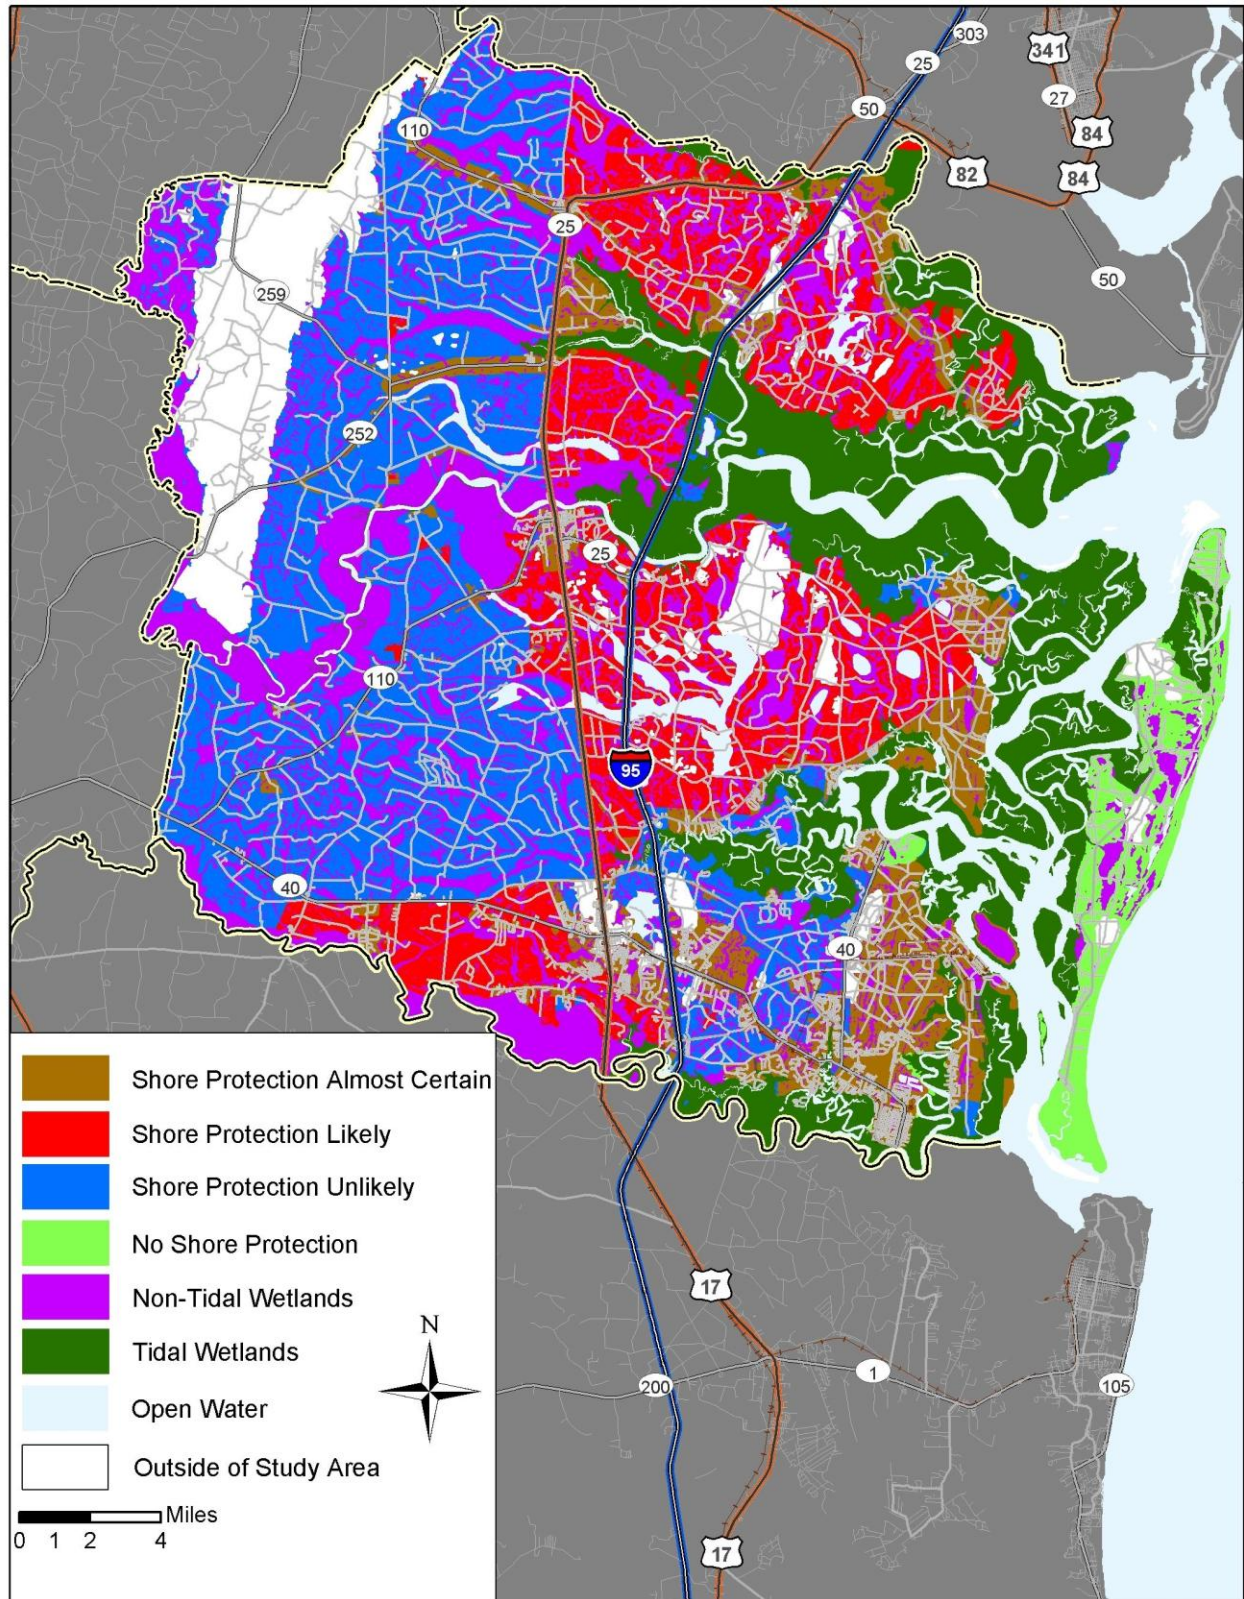 303
341
25
27
50
84
110
82
84
25
50
259
252
25
110
95
40
40
Shore Protection Almost Certain
Shore Protection Likely
Shore Protection Unlikely
No Shore Protection
Non-Tidal Wetlands
Tidal Wetlands
Open Water
Outside of Study Area
N
Miles
0 1 2 4
17
1
200
105
17